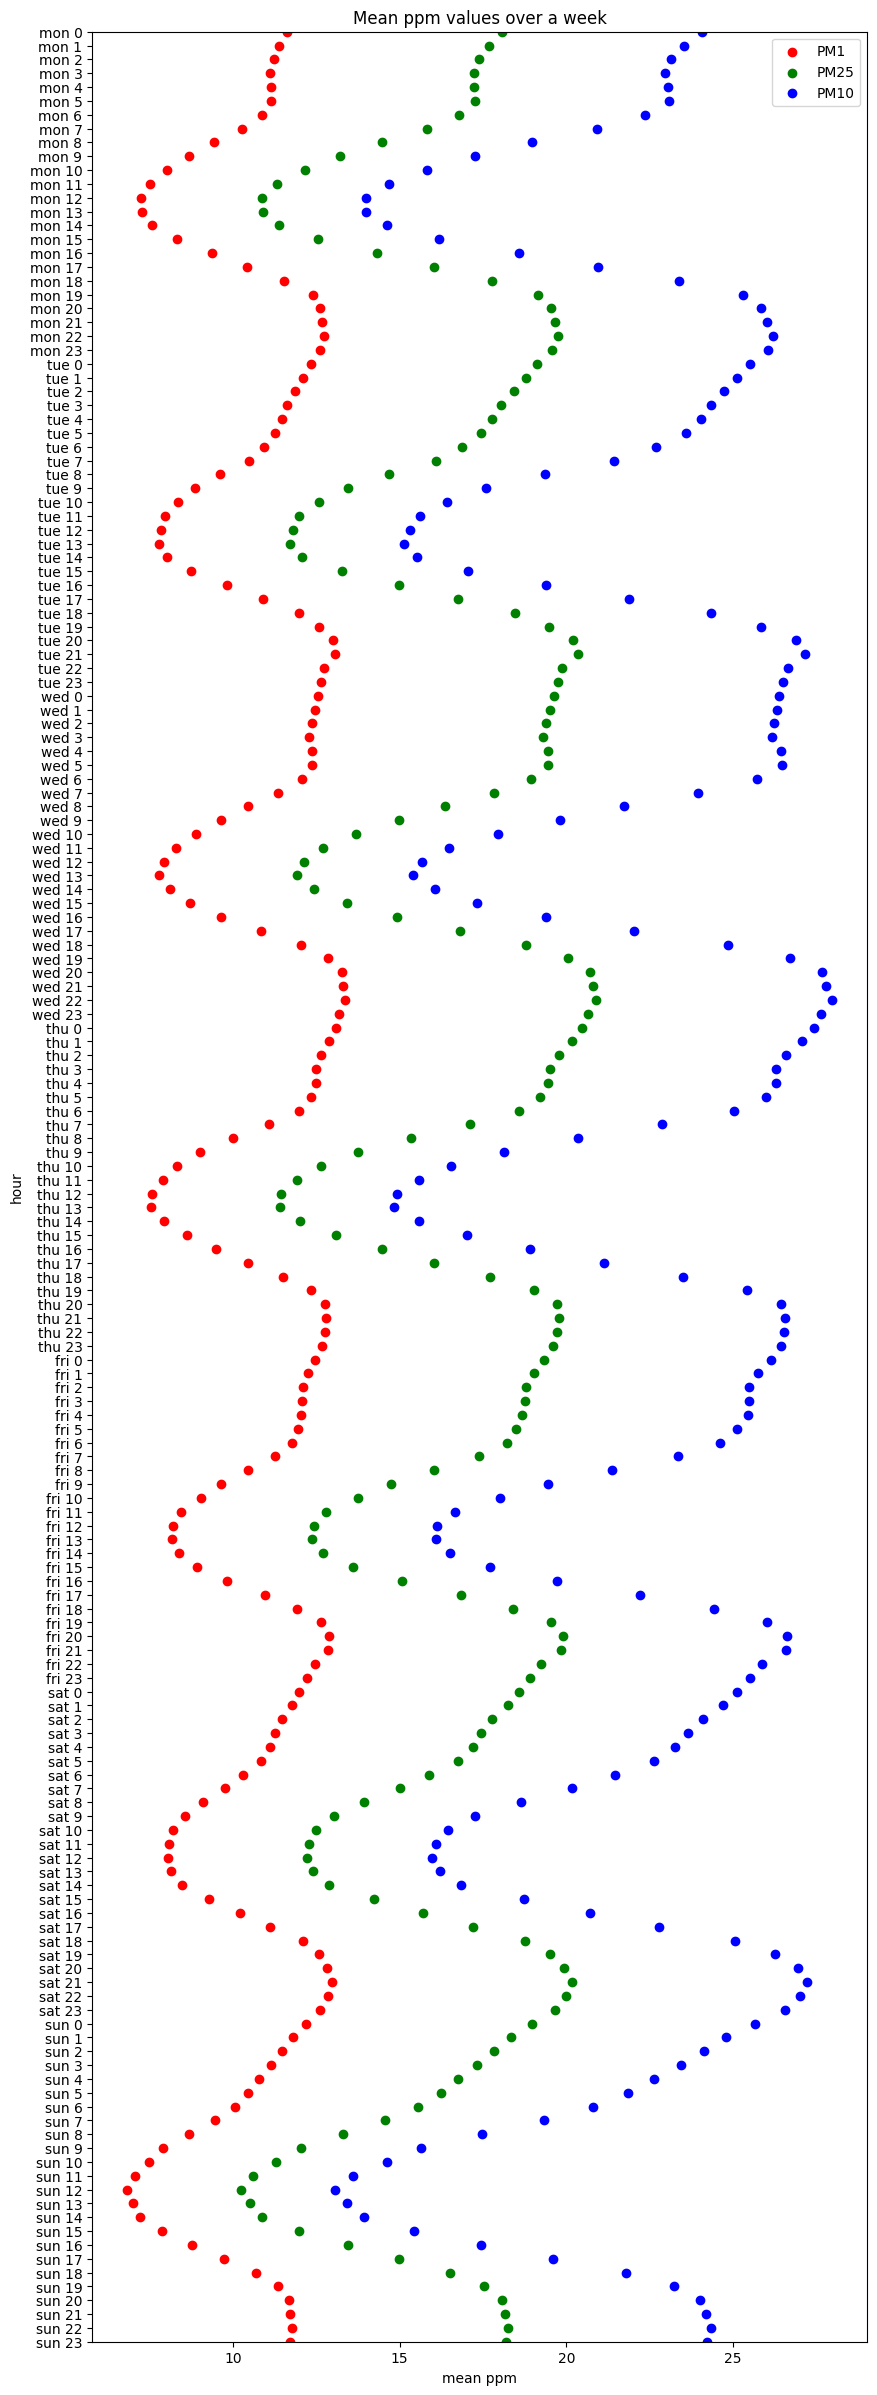 Mean ppm values over a week
PM1
PM25
PM10
mon 0
mon 1
mon 2
mon 3
mon 4
mon 5
mon 6
mon 7
mon 8
mon 9
mon 10
mon 11
mon 12
mon 13
mon 14
mon 15
mon 16
mon 17
mon 18
mon 19
mon 20
mon 21
mon 22
mon 23
tue 0
tue 1
tue 2
tue 3
tue 4
tue 5
tue 6
tue 7
tue 8
tue 9
tue 10
tue 11
tue 12
tue 13
tue 14
tue 15
tue 16
tue 17
tue 18
tue 19
tue 20
tue 21
tue 22
tue 23
wed 0
wed 1
wed 2
wed 3
wed 4
wed 5
wed 6
wed 7
wed 8
wed 9
wed 10
wed 11
wed 12
wed 13
wed 14
wed 15
wed 16
wed 17
wed 18
wed 19
wed 20
wed 21
wed 22
wed 23
thu 0
thu 1
thu 2
thu 3
thu 4
thu 5
thu 6
thu 7
thu 8
thu 9
thu 10
thu 11
thu 12
thu 13
thu 14
thu 15
thu 16
thu 17
thu 18
thu 19
thu 20
thu 21
thu 22
thu 23
fri 0
fri 1
fri 2
fri 3
fri 4
fri 5
fri 6
fri 7
fri 8
fri 9
fri 10
fri 11
fri 12
fri 13
fri 14
fri 15
fri 16
fri 17
fri 18
fri 19
fri 20
fri 21
fri 22
fri 23
sat 0
sat 1
sat 2
sat 3
sat 4
sat 5
sat 6
sat 7
sat 8
sat 9
sat 10
sat 11
sat 12
sat 13
sat 14
sat 15
sat 16
sat 17
sat 18
sat 19
sat 20
sat 21
sat 22
sat 23
sun 0
sun 1
sun 2
sun 3
sun 4
sun 5
sun 6
sun 7
sun 8
sun 9
sun 10
sun 11
sun 12
sun 13
sun 14
sun 15
sun 16
sun 17
sun 18
sun 19
sun 20
sun 21
sun 22
sun 23
hour
10 15 20 25
mean ppm